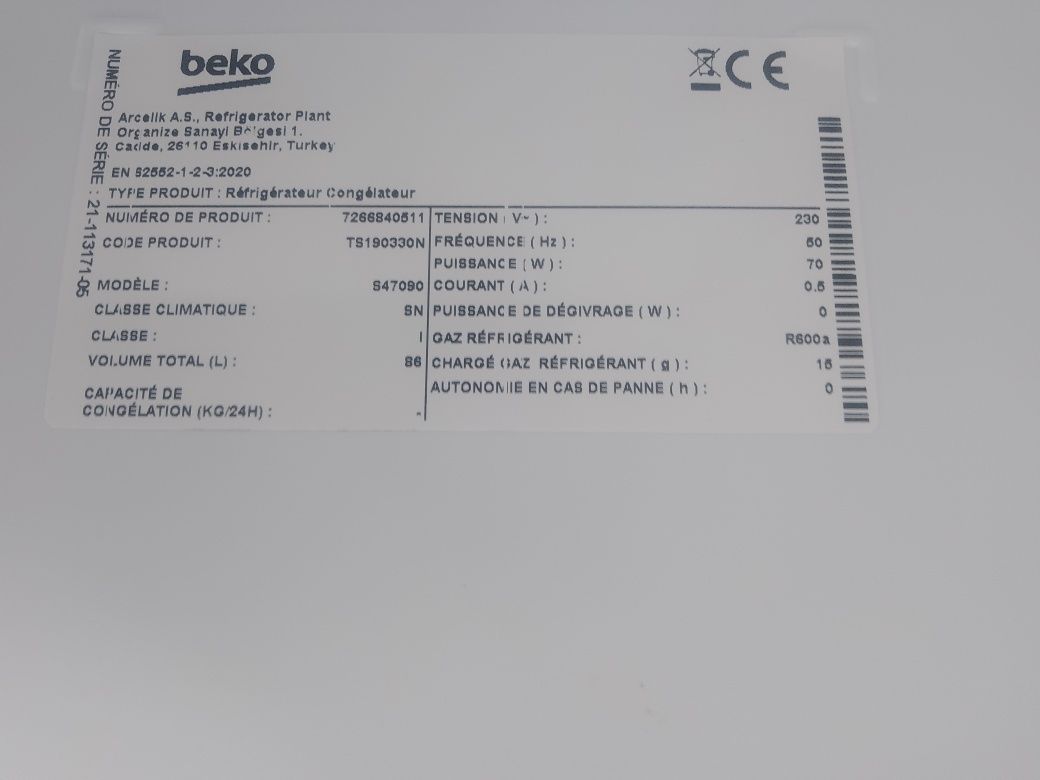 beko
CE
Arcelik A.S., Refrigerator Plant
Organize Sanayi Bölgesi 1.
Cadde, 26110 Eskisehir, Turkey
EN 62552-1-2-3:2020
TYPE PRODUIT : Réfrigérateur Congélateur
NUMÉRO DE SÉRIE : 21-113171-05
NUMÉRO DE PRODUIT : 7266840511
CODE PRODUIT : TS190330N
MODÈLE : S47090
CLASSE CLIMATIQUE : SN
CLASSE : I
VOLUME TOTAL (L) : 86
CAPACITÉ DE
CONGÉLATION (KG/24H) : -
TENSION ( V~ ) : 230
FRÉQUENCE ( Hz ) : 50
PUISSANCE ( W ) : 70
COURANT ( A ) : 0.5
PUISSANCE DE DÉGIVRAGE ( W ) : 0
GAZ RÉFRIGÉRANT : R600a
CHARGÉ GAZ RÉFRIGÉRANT ( g ) : 15
AUTONOMIE EN CAS DE PANNE ( h ) : 0